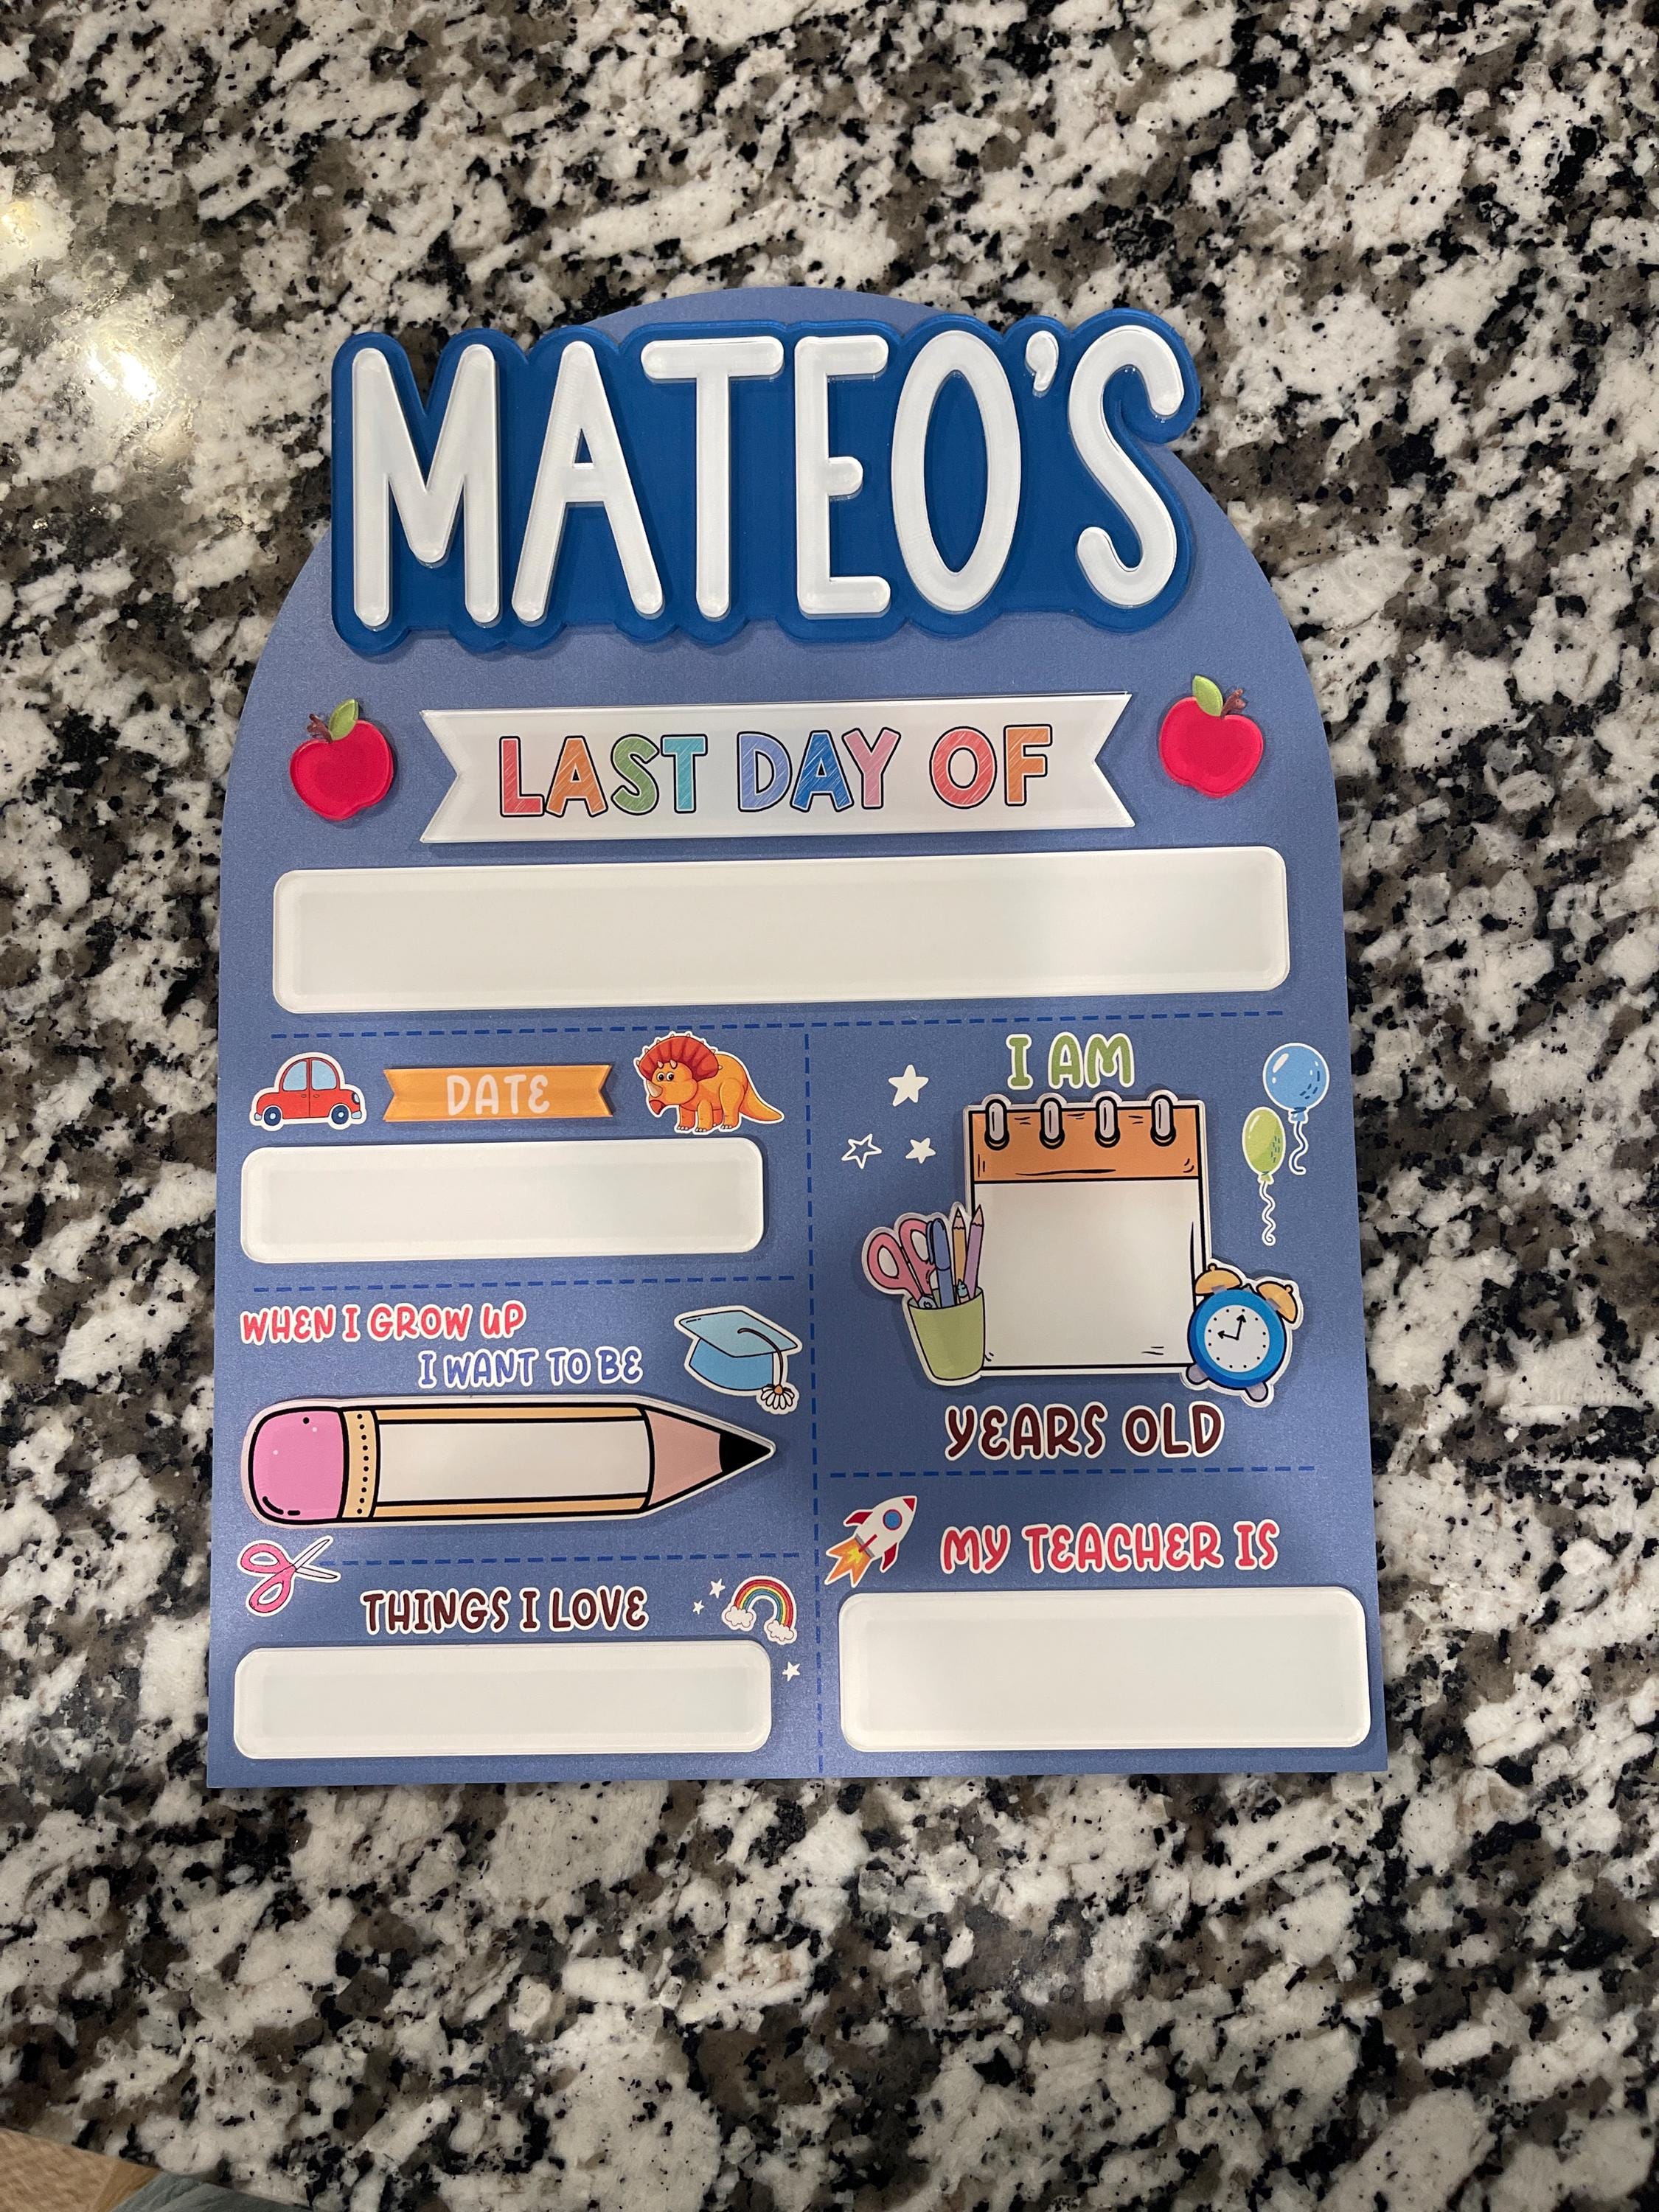 MATEO'S
LAST DAY OF
DATE
I AM
YEARS OLD
WHEN I GROW UP
I WANT TO BE
THINGS I LOVE
MY TEACHER IS